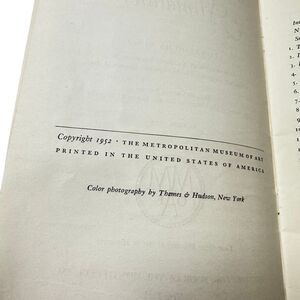 Copyright 1952 · THE METROPOLITAN MUSEUM OF ART
PRINTED IN THE UNITED STATES OF AMERICA
Color photography by Thames & Hudson, New York